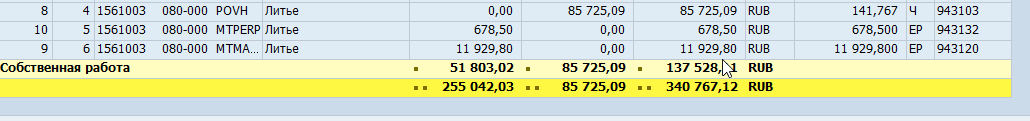 8 4 1561003 080-000 POVH Литье 0,00 85 725,09 85 725,09 RUB 141,767 Ч 943103
10 5 1561003 080-000 MTPERP Литье 678,50 0,00 678,50 RUB 678,500 EP 943132
9 6 1561003 080-000 MTMA... Литье 11 929,80 0,00 11 929,80 RUB 11 929,800 EP 943120
Собственная работа 51 803,02 85 725,09 RUB
255 042,03 85 725,09 340 767,12 RUB